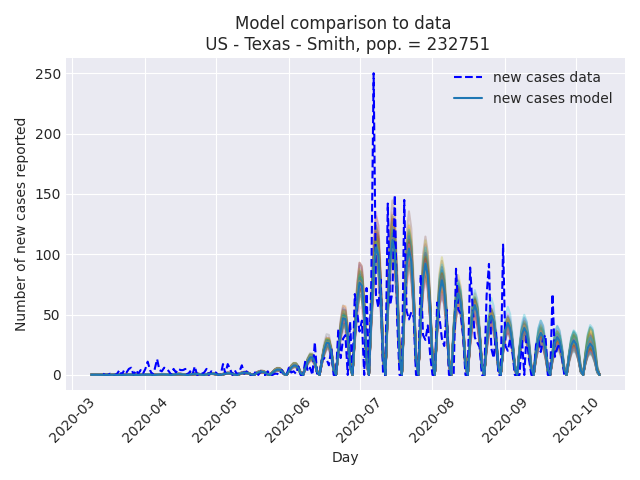 Model comparison to data
US - Texas - Smith, pop. = 232751
new cases data
new cases model
Number of new cases reported
250
200
150
100
50
0
2020-03
2020-04
2020-05
2020-06
2020-07
2020-08
2020-09
2020-10
Day